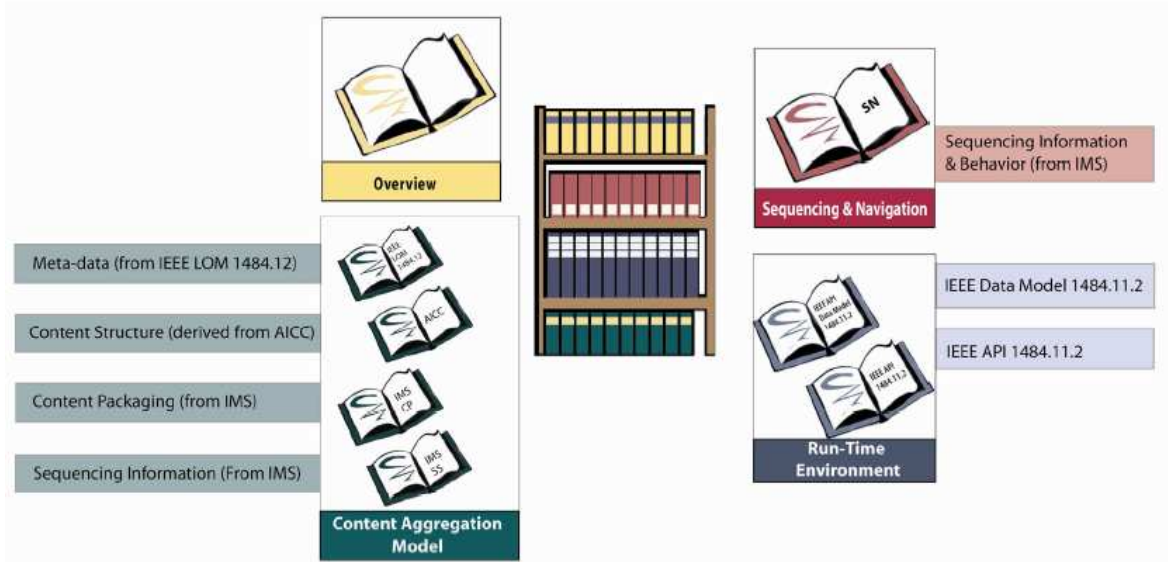 Overview
Meta-data (from IEEE LOM 1484.12)
Content Structure (derived from AICC)
Content Packaging (from IMS)
Sequencing Information (From IMS)
IEEE
LOM
1484.12
AICC
IMS
CP
IMS
SS
Content Aggregation
Model
SN
Sequencing & Navigation
Sequencing Information
& Behavior (from IMS)
IEEE API
Data Model
1484.11.2
IEEE API
1484.11.2
Run-Time
Environment
IEEE Data Model 1484.11.2
IEEE API 1484.11.2